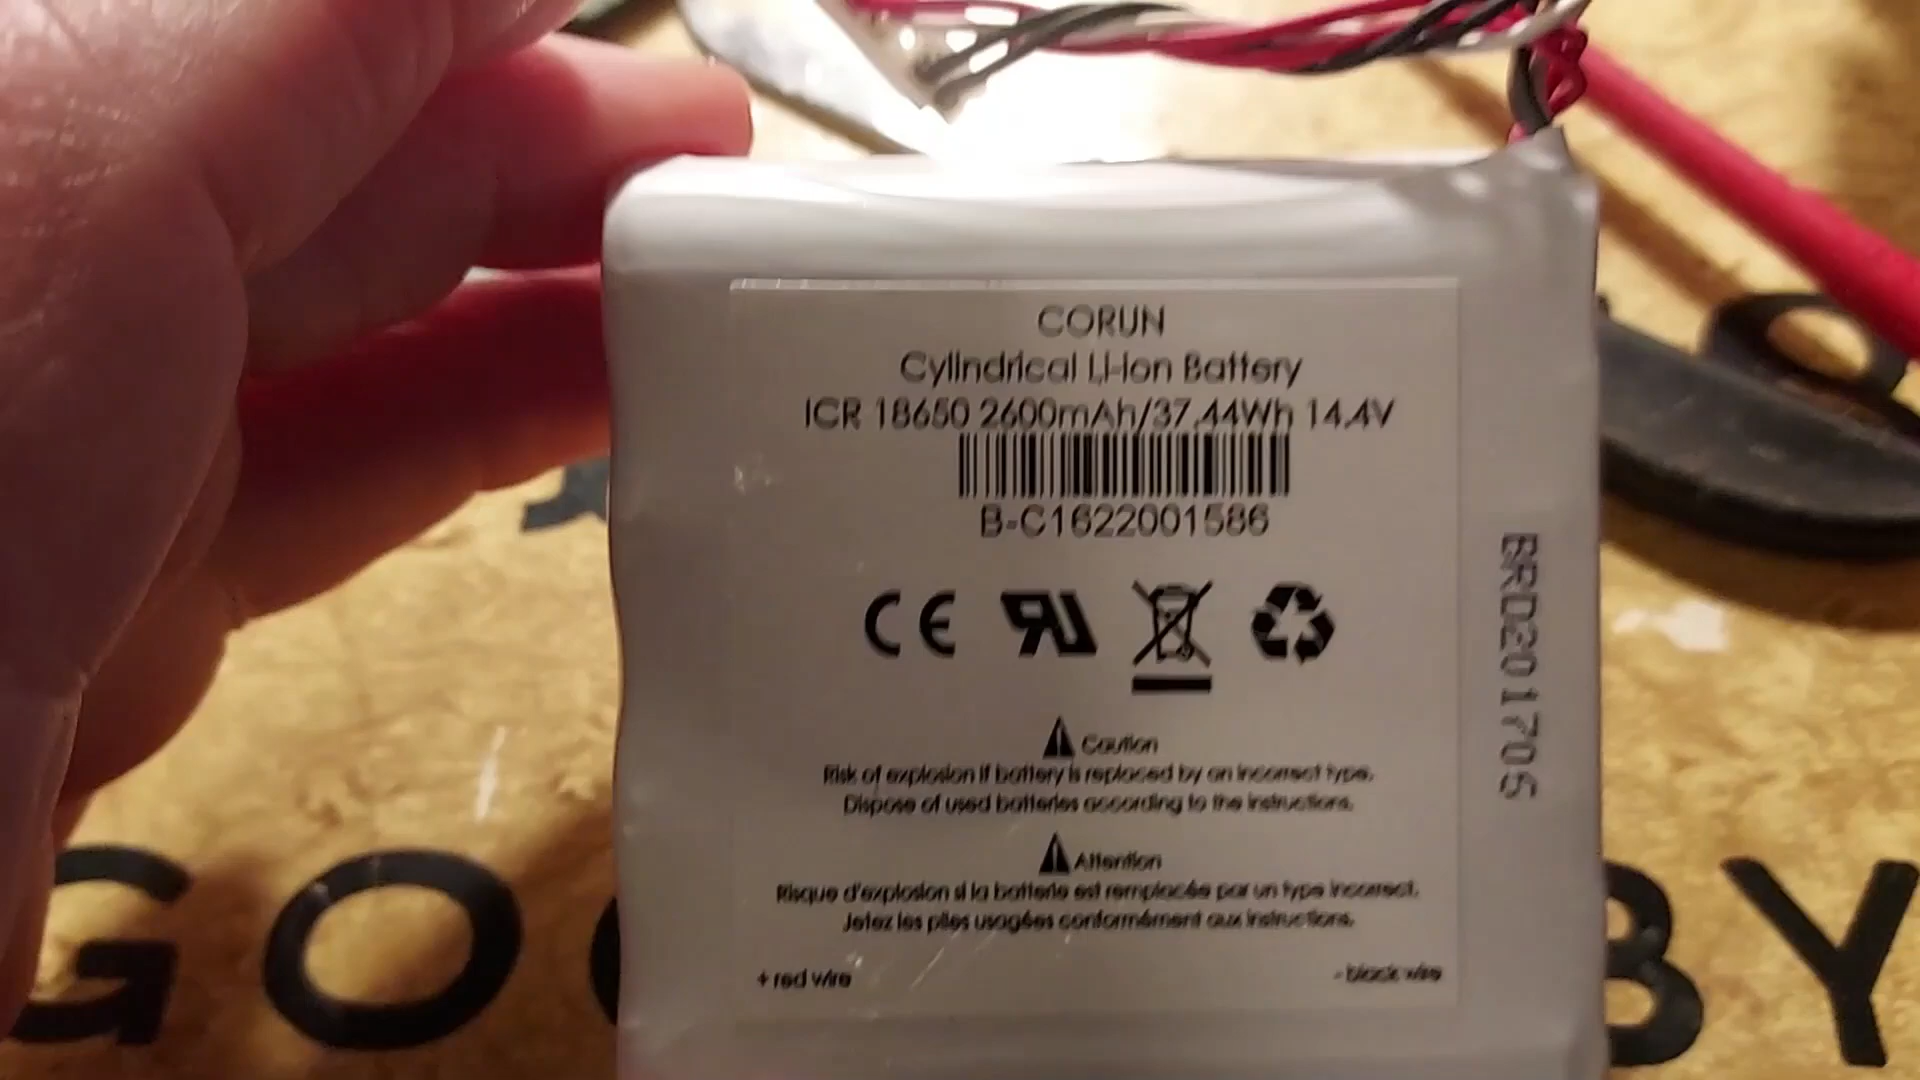 CORUN
Cylindrical Li-Ion Battery
ICR 18650 2600mAh/37.44Wh 14.4V
B-C1622001586
CE
Caution
Risk of explosion if battery is replaced by an incorrect type.
Dispose of used batteries according to the instructions.
Attention
Risque d'explosion si la batterie est remplacée par un type incorrect.
Jetez les piles usagées conformément aux instructions.
+ red wire
- black wire
BRD201705
GO
BY